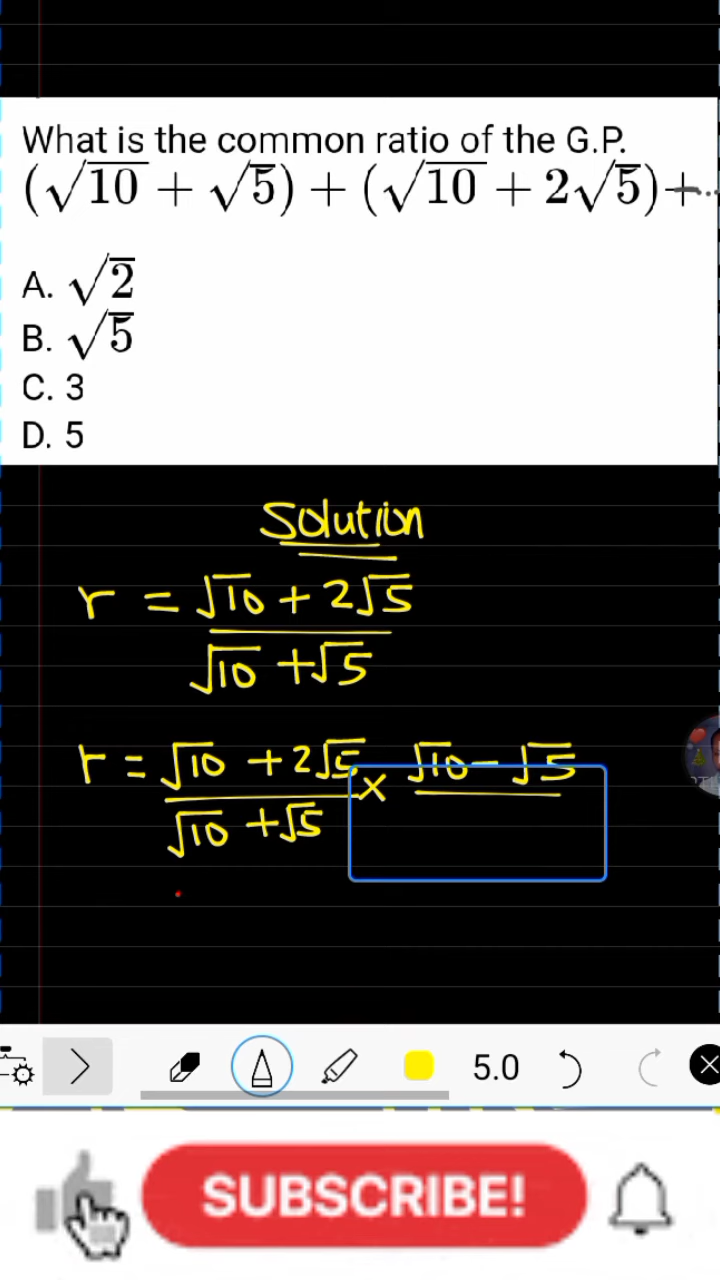 What is the common ratio of the G.P.
(√10 + √5) + (√10 + 2√5)+...
A. √2
B. √5
C. 3
D. 5
Solution
r = √10 + 2√5
√10 + √5
r = √10 + 2√5 × √10 - √5
√10 + √5
5.0
SUBSCRIBE!